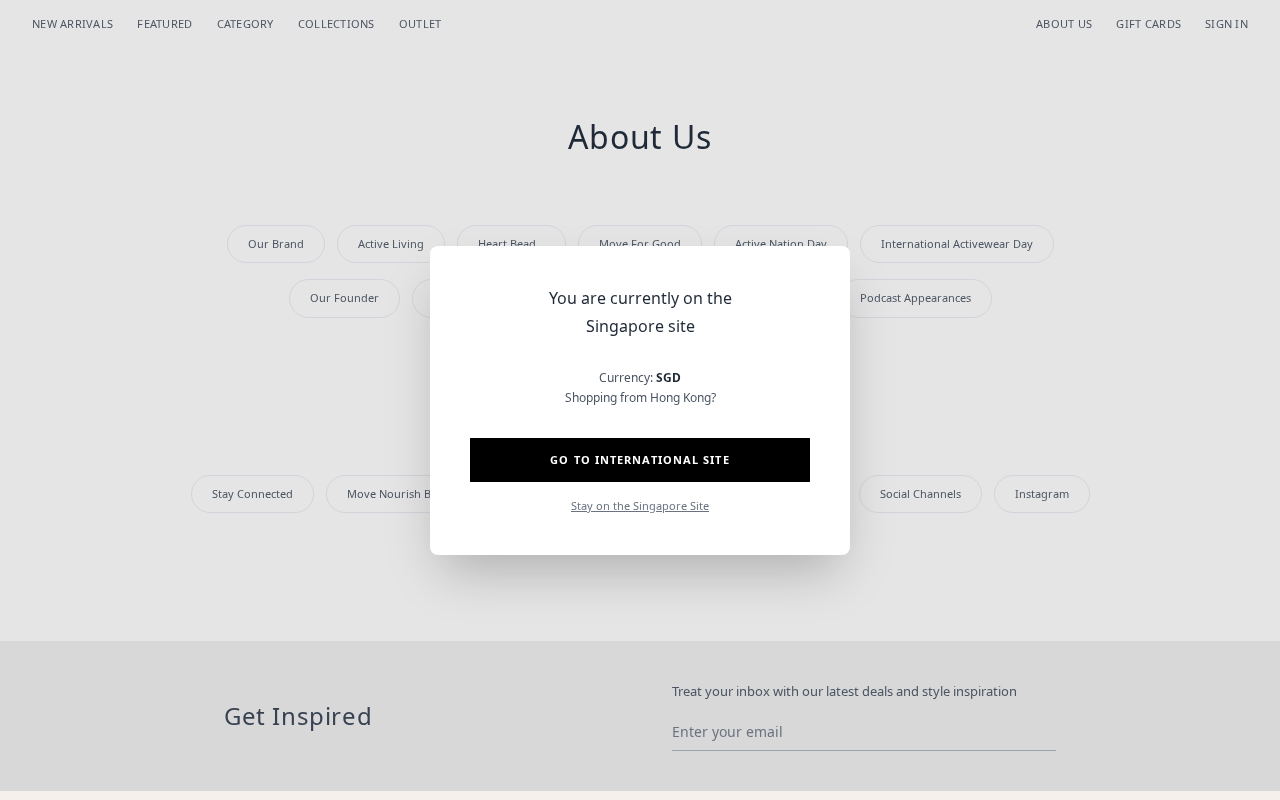 NEW ARRIVALS FEATURED CATEGORY COLLECTIONS OUTLET ABOUT US GIFT CARDS SIGN IN
About Us
Our Brand Active Living Heart Bead Move For Good Active Nation Day International Activewear Day
Our Founder Podcast Appearances
You are currently on the
Singapore site
Currency: SGD
Shopping from Hong Kong?
GO TO INTERNATIONAL SITE
Stay Connected Move Nourish Social Channels Instagram
Stay on the Singapore Site
Get Inspired
Treat your inbox with our latest deals and style inspiration
Enter your email